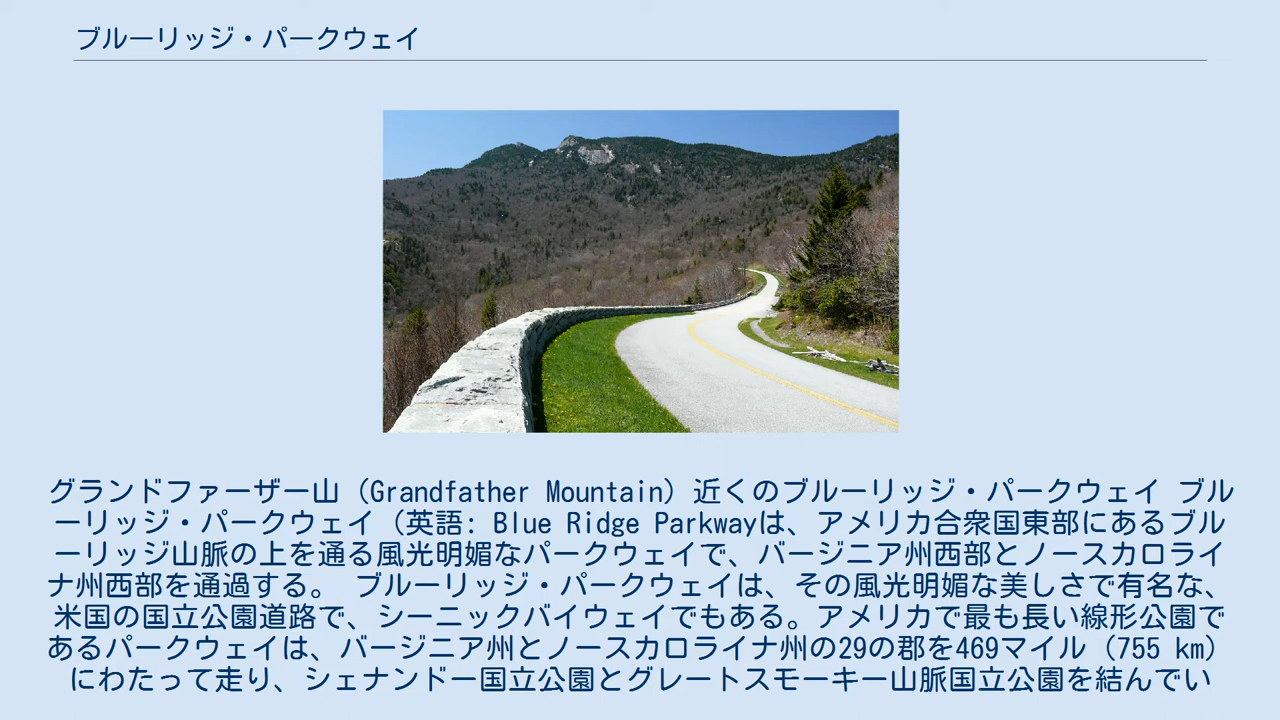 ブルーリッジ・パークウェイ
グランドファーザー山（Grandfather Mountain）近くのブルーリッジ・パークウェイ ブル
ーリッジ・パークウェイ（英語: Blue Ridge Parkwayは、アメリカ合衆国東部にあるブル
ーリッジ山脈の上を通る風光明媚なパークウェイで、バージニア州西部とノースカロライ
ナ州西部を通過する。 ブルーリッジ・パークウェイは、その風光明媚な美しさで有名な、
米国の国立公園道路で、シーニックバイウェイでもある。アメリカで最も長い線形公園で
あるパークウェイは、バージニア州とノースカロライナ州の29の郡を469マイル（755 km）
にわたって走り、シェナンドー国立公園とグレートスモーキー山脈国立公園を結んでい